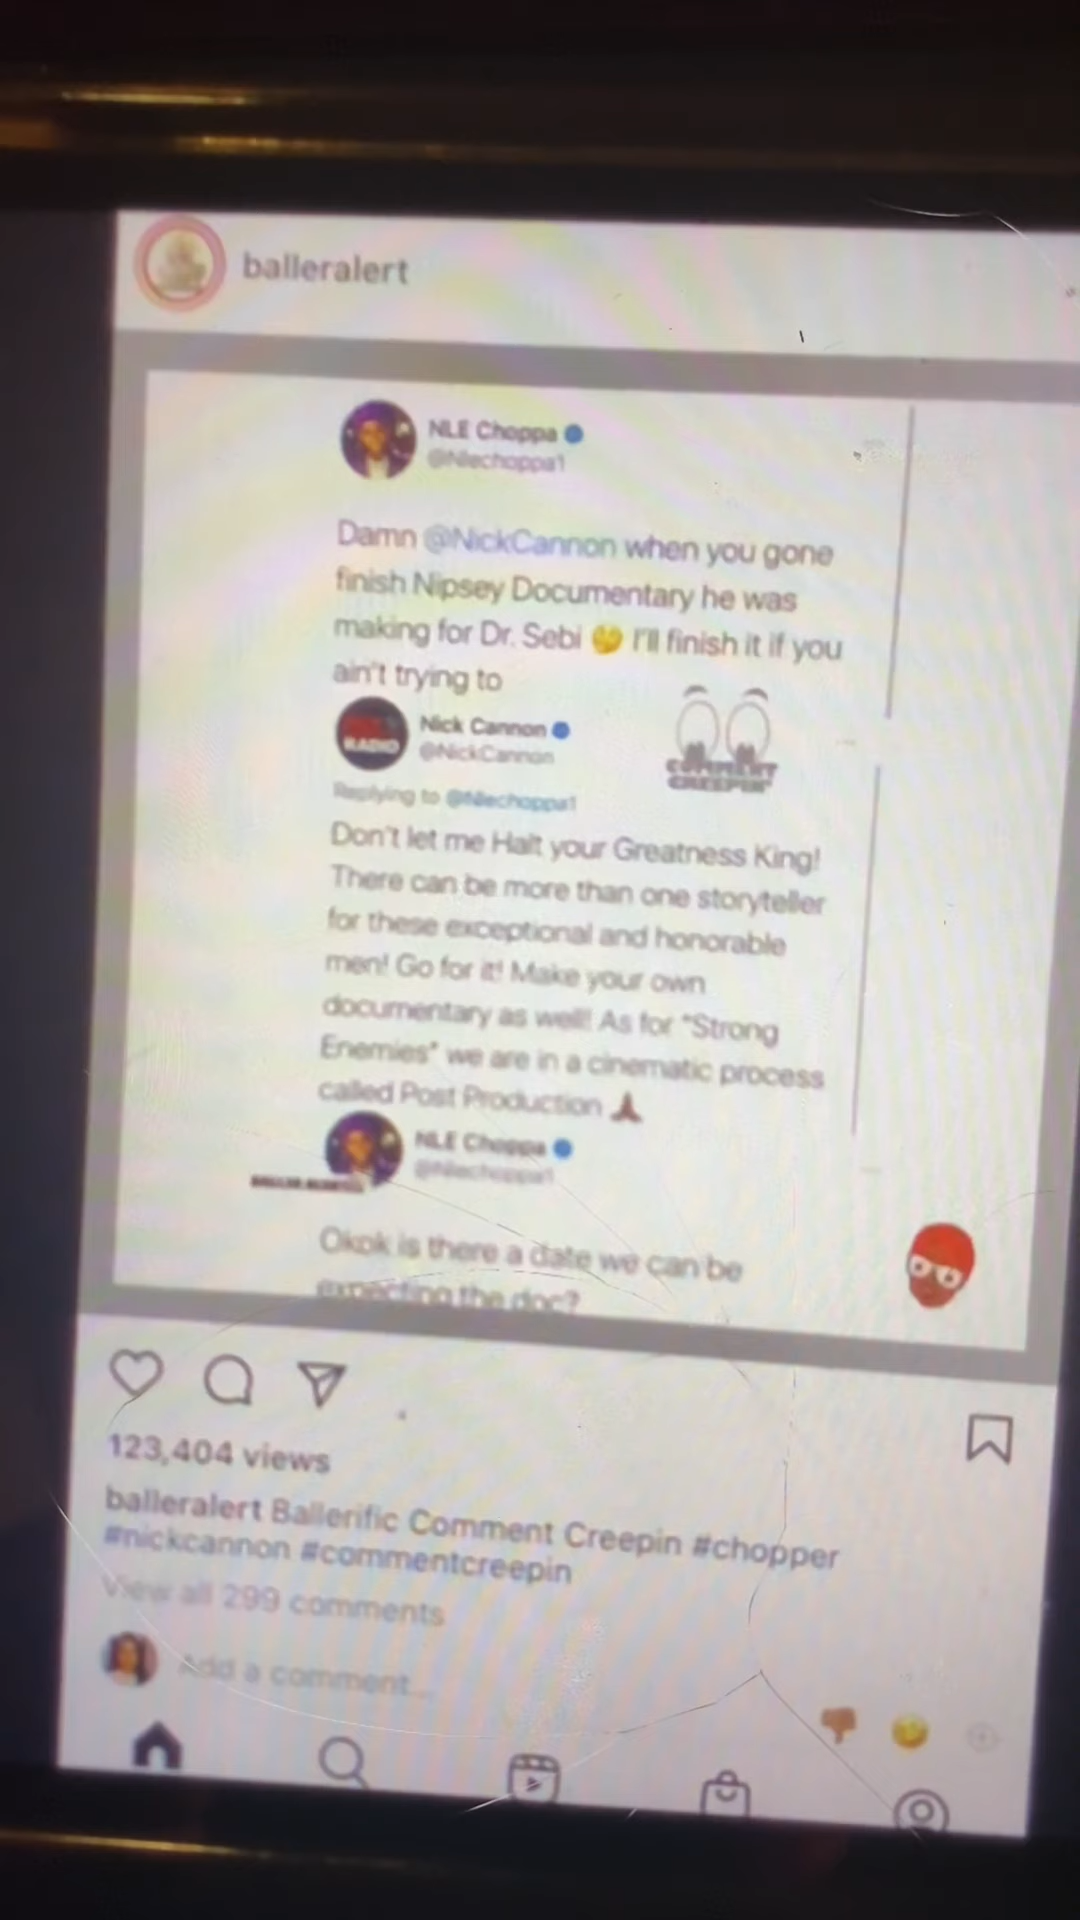 balleralert
NLE Choppa
@Nlechoppa1
Damn @NickCannon when you gone
finish Nipsey Documentary he was
making for Dr. Sebi 🤔 I'll finish it if you
ain't trying to
Nick Cannon
@NickCannon
RADIO
COMMENT
CREEPIN'
Replying to @Nlechoppa1
Don't let me Halt your Greatness King!
There can be more than one storyteller
for these exceptional and honorable
men! Go for it! Make your own
documentary as well! As for "Strong
Enemies" we are in a cinematic process
called Post Production 🙏🏾
NLE Choppa
@Nlechoppa1
Okok is there a date we can be
expecting the doc?
123,404 views
balleralert Ballerific Comment Creepin #chopper
#nickcannon #commentcreepin
View all 299 comments
Add a comment...